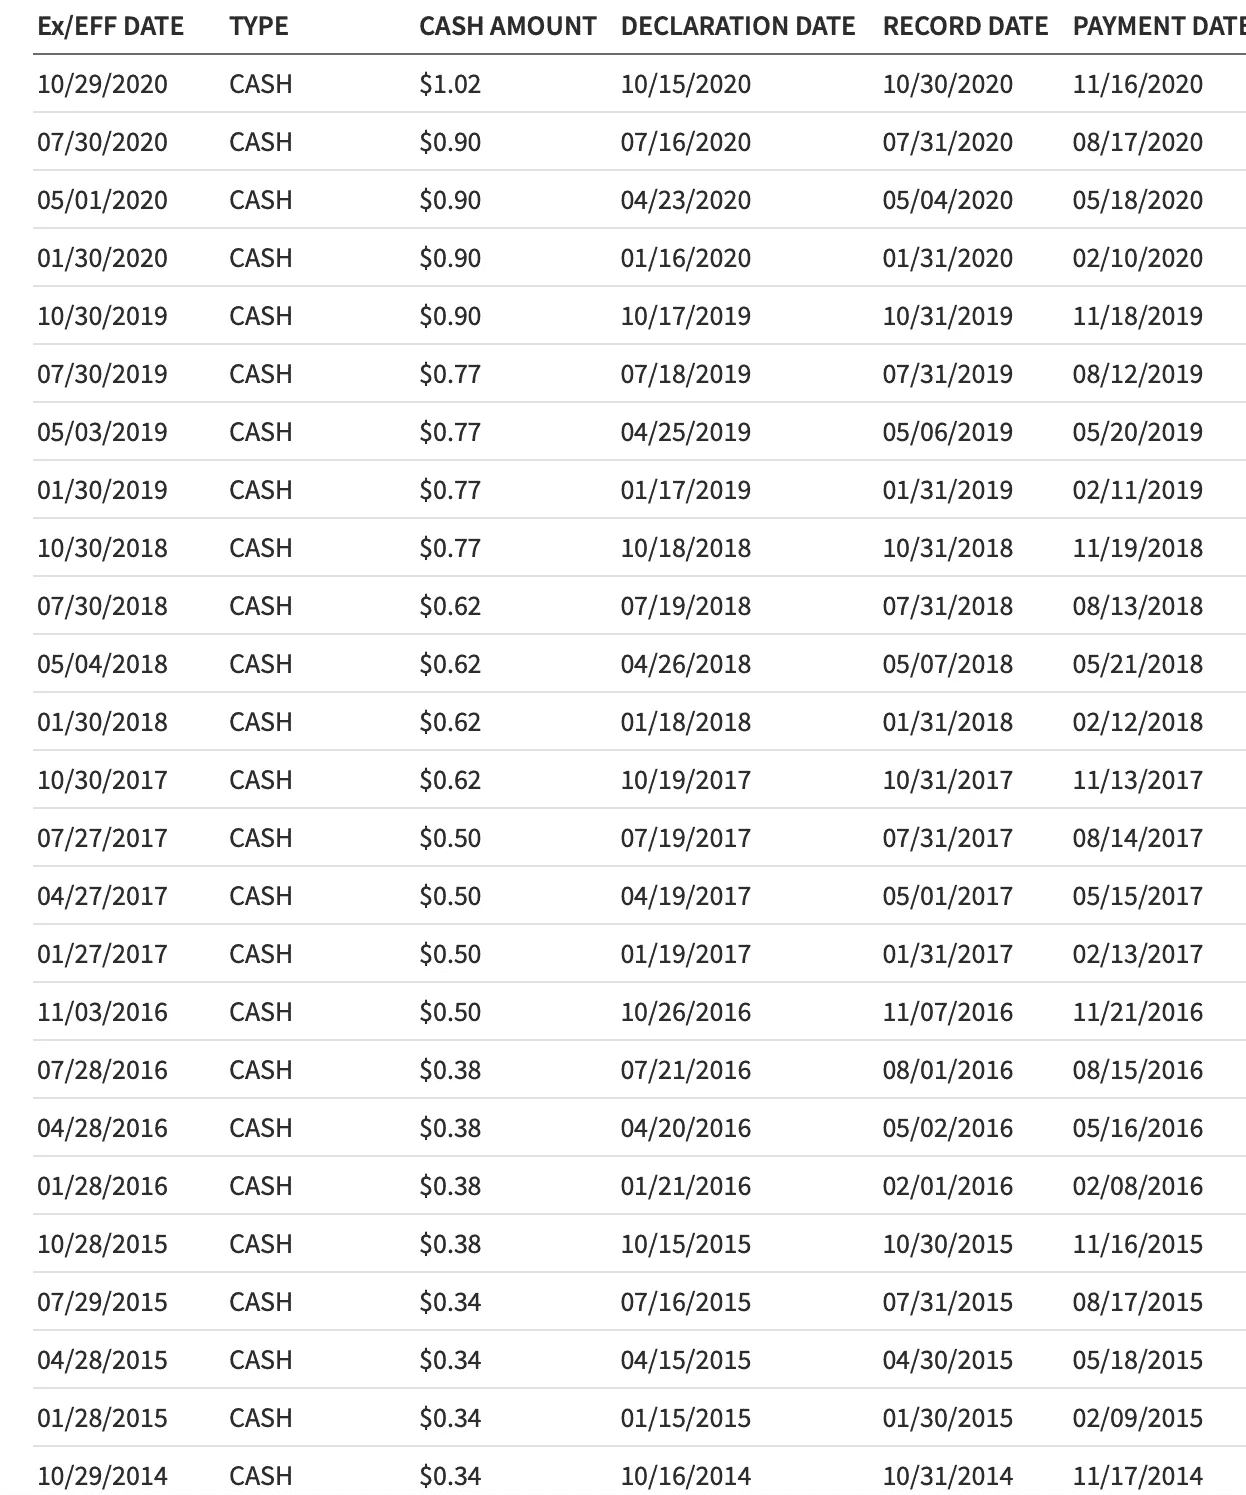 Ex/EFF DATE TYPE CASH AMOUNT DECLARATION DATE RECORD DATE PAYMENT DATE
10/29/2020 CASH $1.02 10/15/2020 10/30/2020 11/16/2020
07/30/2020 CASH $0.90 07/16/2020 07/31/2020 08/17/2020
05/01/2020 CASH $0.90 04/23/2020 05/04/2020 05/18/2020
01/30/2020 CASH $0.90 01/16/2020 01/31/2020 02/10/2020
10/30/2019 CASH $0.90 10/17/2019 10/31/2019 11/18/2019
07/30/2019 CASH $0.77 07/18/2019 07/31/2019 08/12/2019
05/03/2019 CASH $0.77 04/25/2019 05/06/2019 05/20/2019
01/30/2019 CASH $0.77 01/17/2019 01/31/2019 02/11/2019
10/30/2018 CASH $0.77 10/18/2018 10/31/2018 11/19/2018
07/30/2018 CASH $0.62 07/19/2018 07/31/2018 08/13/2018
05/04/2018 CASH $0.62 04/26/2018 05/07/2018 05/21/2018
01/30/2018 CASH $0.62 01/18/2018 01/31/2018 02/12/2018
10/30/2017 CASH $0.62 10/19/2017 10/31/2017 11/13/2017
07/27/2017 CASH $0.50 07/19/2017 07/31/2017 08/14/2017
04/27/2017 CASH $0.50 04/19/2017 05/01/2017 05/15/2017
01/27/2017 CASH $0.50 01/19/2017 01/31/2017 02/13/2017
11/03/2016 CASH $0.50 10/26/2016 11/07/2016 11/21/2016
07/28/2016 CASH $0.38 07/21/2016 08/01/2016 08/15/2016
04/28/2016 CASH $0.38 04/20/2016 05/02/2016 05/16/2016
01/28/2016 CASH $0.38 01/21/2016 02/01/2016 02/08/2016
10/28/2015 CASH $0.38 10/15/2015 10/30/2015 11/16/2015
07/29/2015 CASH $0.34 07/16/2015 07/31/2015 08/17/2015
04/28/2015 CASH $0.34 04/15/2015 04/30/2015 05/18/2015
01/28/2015 CASH $0.34 01/15/2015 01/30/2015 02/09/2015
10/29/2014 CASH $0.34 10/16/2014 10/31/2014 11/17/2014